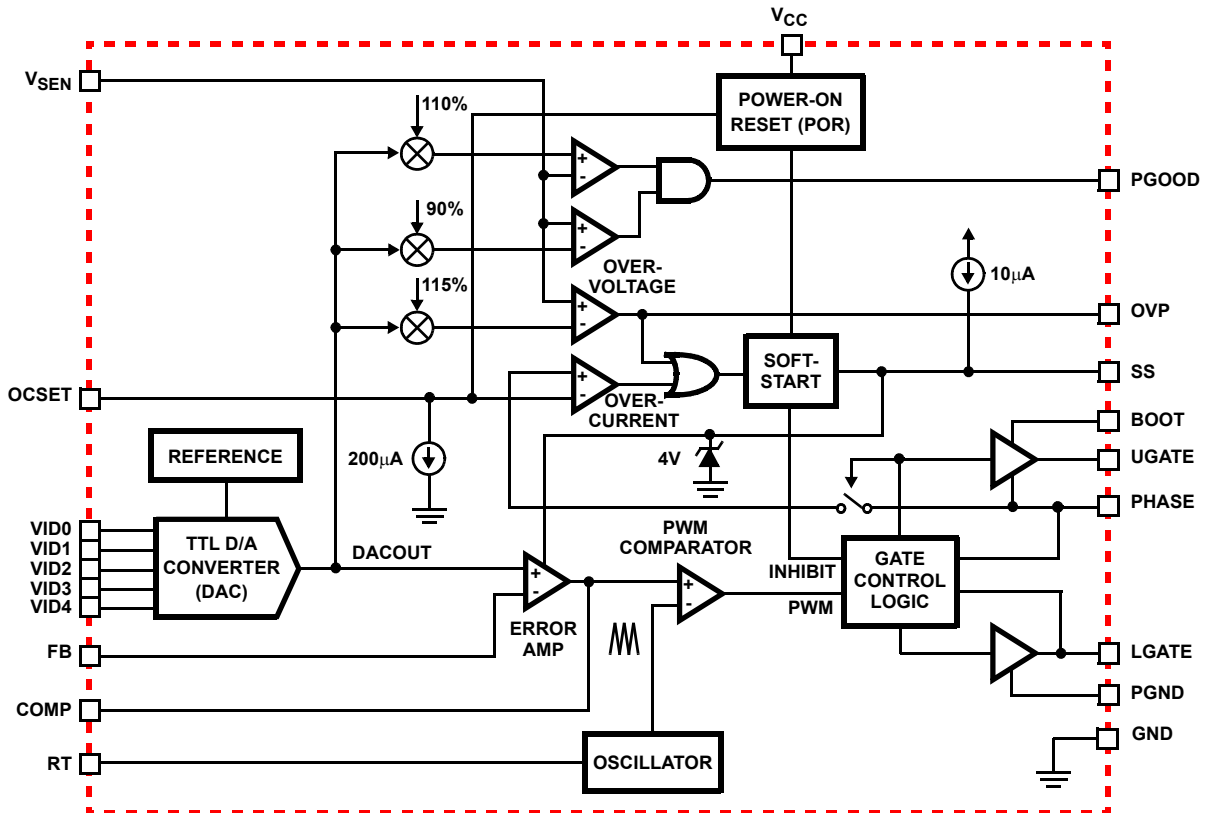 VCC
VSEN
110%
POWER-ON
RESET (POR)
+
-
PGOOD
90%
+
-
OVER-
VOLTAGE
10µA
115%
+
-
OVP
SOFT-
START
SS
OCSET
+
-
OVER-
CURRENT
BOOT
REFERENCE
200µA
4V
UGATE
PHASE
VID0
VID1
VID2
VID3
VID4
TTL D/A
CONVERTER
(DAC)
DACOUT
+
-
ERROR
AMP
PWM
COMPARATOR
+
-
INHIBIT
PWM
GATE
CONTROL
LOGIC
FB
LGATE
COMP
PGND
RT
OSCILLATOR
GND